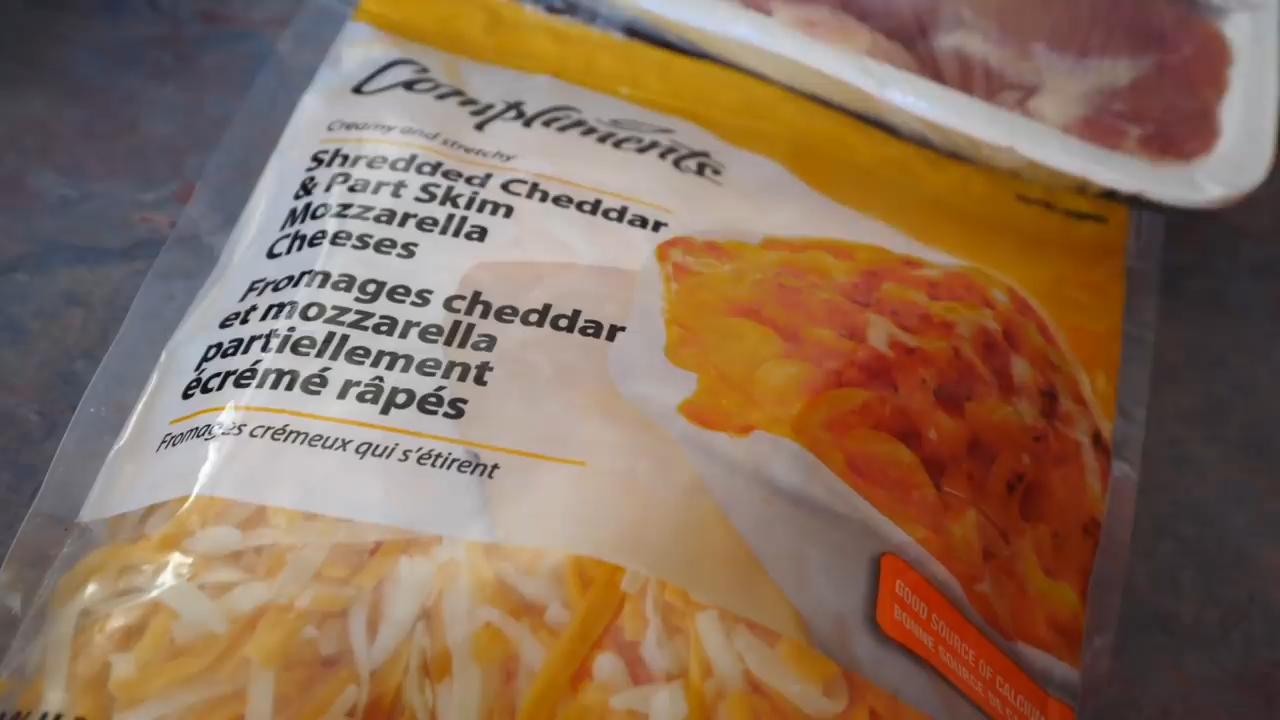 Compliments
Creamy and stretchy
Shredded Cheddar
& Part Skim
Mozzarella
Cheeses
Fromages cheddar
et mozzarella
partiellement
écrémé râpés
Fromages crémeux qui s'étirent
GOOD SOURCE OF CALCIUM
BONNE SOURCE DE